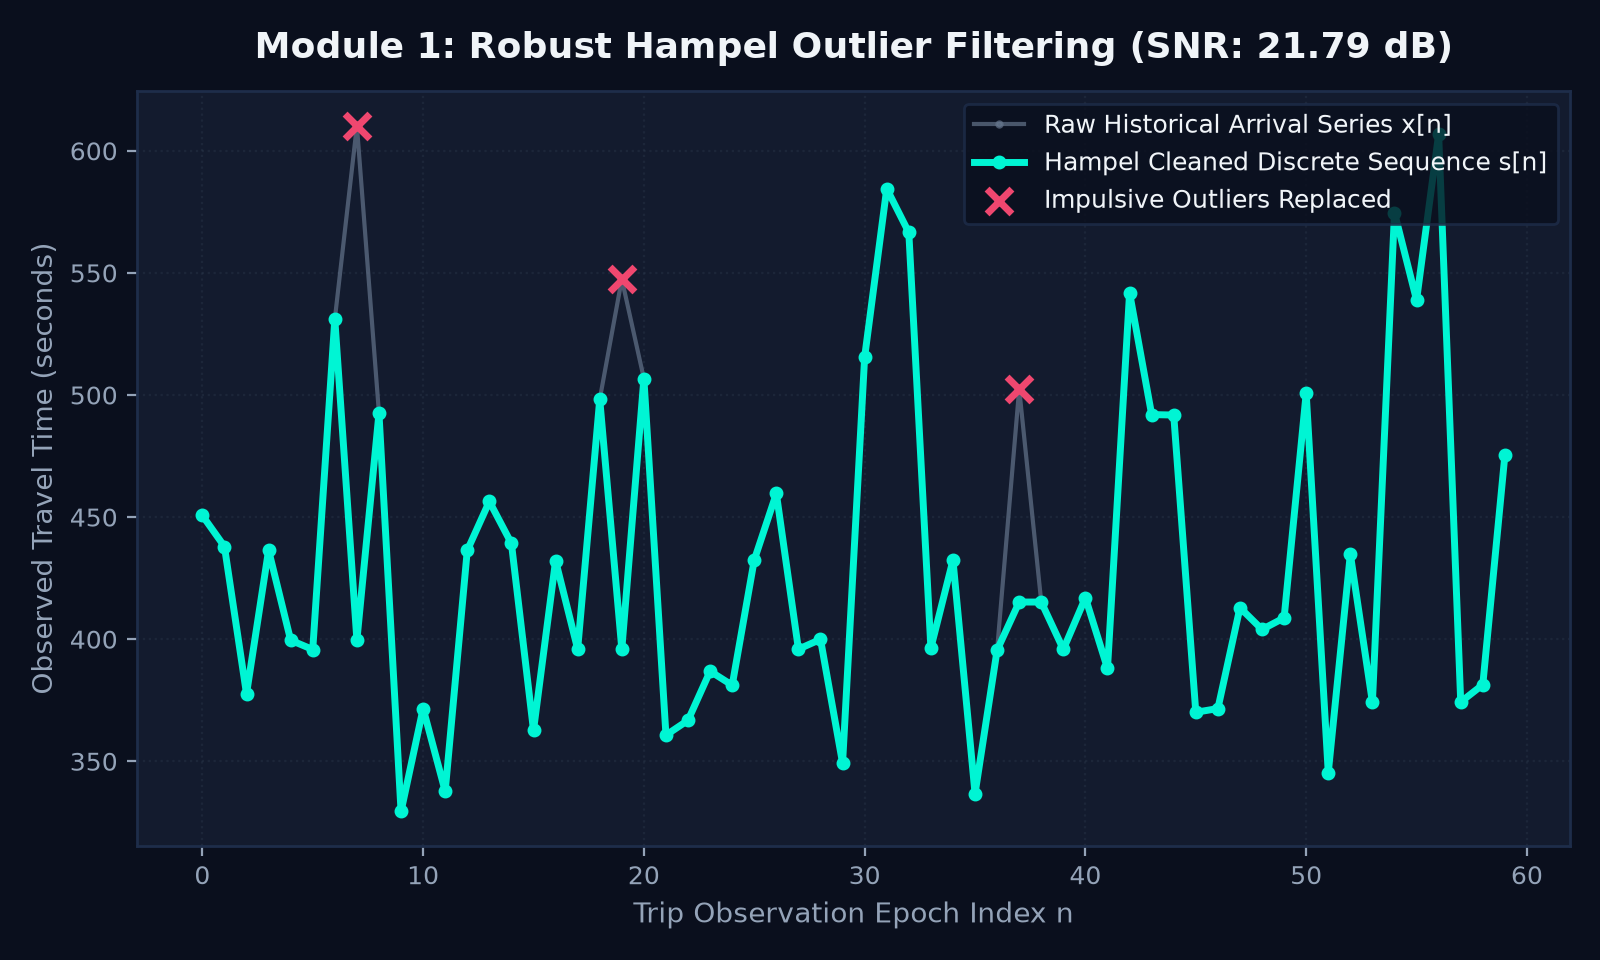 Module 1: Robust Hampel Outlier Filtering (SNR: 21.79 dB)
Raw Historical Arrival Series x[n]
Hampel Cleaned Discrete Sequence s[n]
Impulsive Outliers Replaced
Observed Travel Time (seconds)
600
550
500
450
400
350
0 10 20 30 40 50 60
Trip Observation Epoch Index n